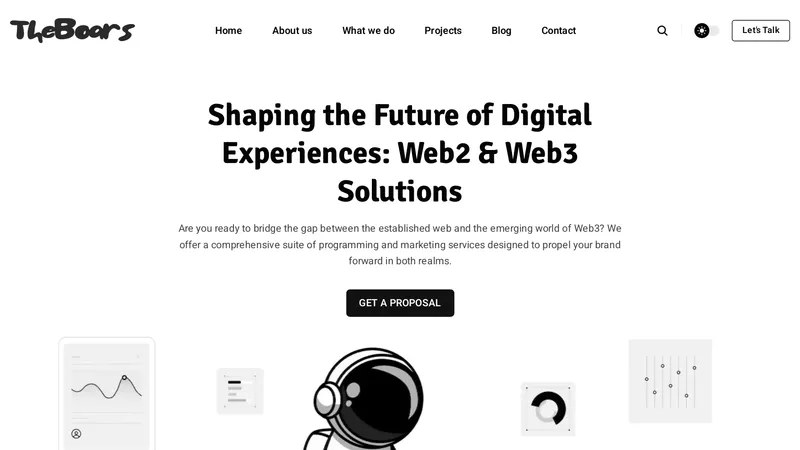 TheBoars
Home
About us
What we do
Projects
Blog
Contact
Let's Talk
Shaping the Future of Digital
Experiences: Web2 & Web3
Solutions
Are you ready to bridge the gap between the established web and the emerging world of Web3? We
offer a comprehensive suite of programming and marketing services designed to propel your brand
forward in both realms.
GET A PROPOSAL